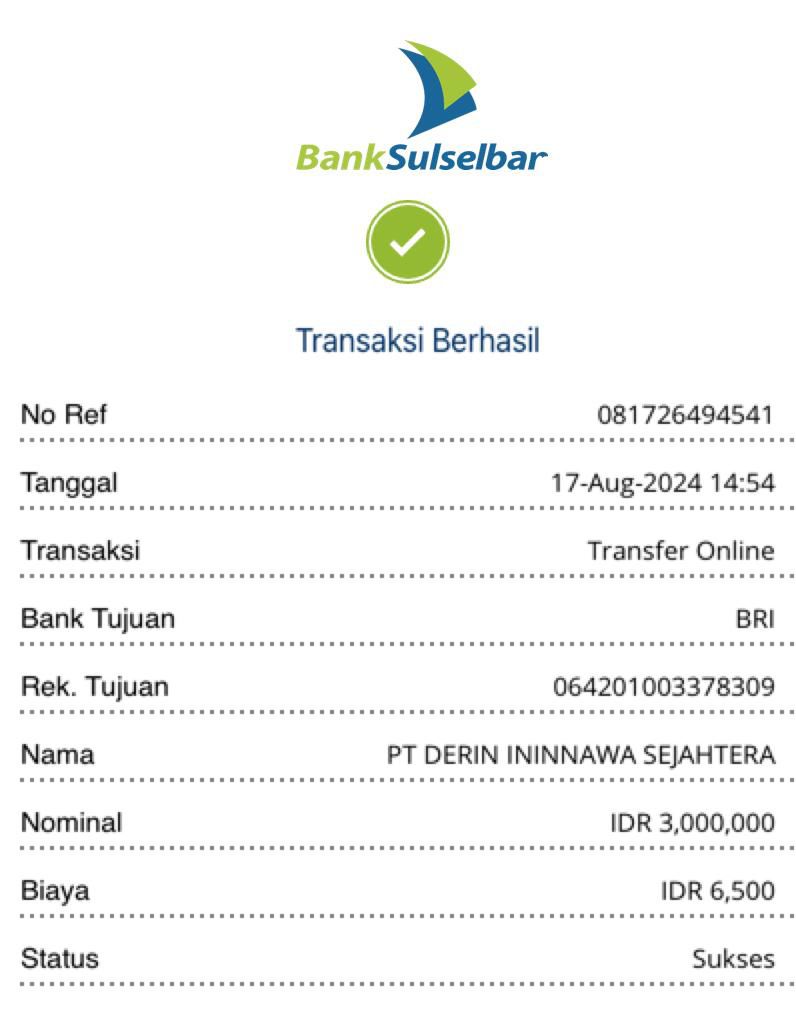 BankSulselbar
Transaksi Berhasil
No Ref 081726494541
Tanggal 17-Aug-2024 14:54
Transaksi Transfer Online
Bank Tujuan BRI
Rek. Tujuan 064201003378309
Nama PT DERIN ININNAWA SEJAHTERA
Nominal IDR 3,000,000
Biaya IDR 6,500
Status Sukses